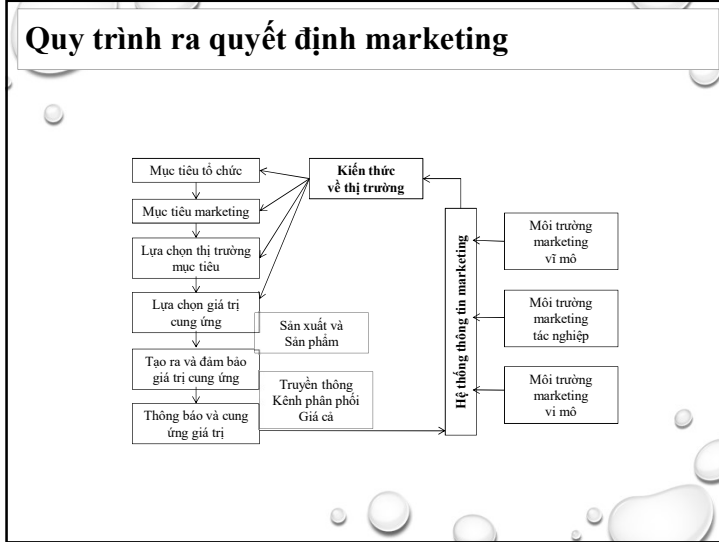 Quy trình ra quyết định marketing
Mục tiêu tổ chức
Kiến thức
về thị trường
Mục tiêu marketing
Lựa chọn thị trường
mục tiêu
Lựa chọn giá trị
cung ứng
Sản xuất và
Sản phẩm
Tạo ra và đảm bảo
giá trị cung ứng
Truyền thông
Kênh phân phối
Giá cả
Thông báo và cung
ứng giá trị
Hệ thống thông tin marketing
Môi trường
marketing
vĩ mô
Môi trường
marketing
tác nghiệp
Môi trường
marketing
vi mô